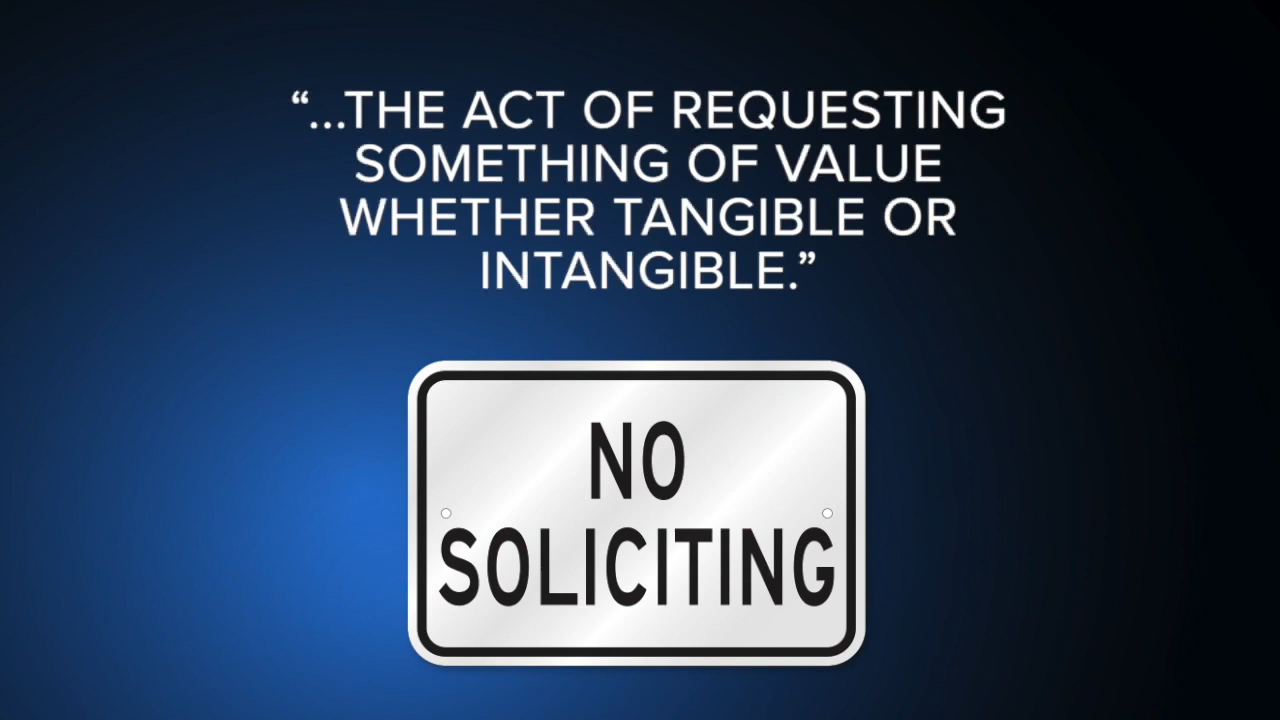 “...THE ACT OF REQUESTING
SOMETHING OF VALUE
WHETHER TANGIBLE OR
INTANGIBLE.”
NO
SOLICITING